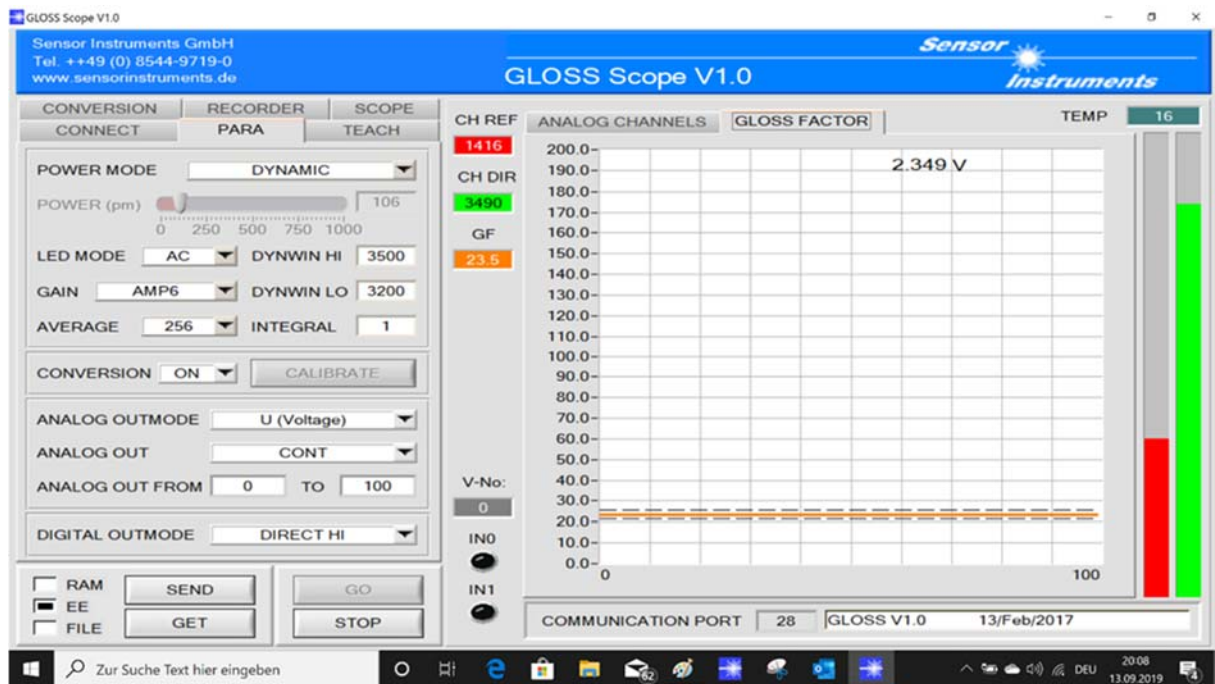 GLOSS Scope V1.0
Sensor Instruments GmbH
Tel. ++49 (0) 8544-9719-0
www.sensorinstruments.de
GLOSS Scope V1.0
Sensor
Instruments
CONVERSION RECORDER SCOPE
CONNECT PARA TEACH
POWER MODE DYNAMIC
POWER (pm) 106
0 250 500 750 1000
LED MODE AC DYNWIN HI 3500
GAIN AMP6 DYNWIN LO 3200
AVERAGE 256 INTEGRAL 1
CONVERSION ON CALIBRATE
ANALOG OUTMODE U (Voltage)
ANALOG OUT CONT
ANALOG OUT FROM 0 TO 100
DIGITAL OUTMODE DIRECT HI
RAM
EE
FILE
SEND GO
GET STOP
CH REF
1416
CH DIR
3490
GF
23.5
V-No:
0
IN0
IN1
ANALOG CHANNELS GLOSS FACTOR
TEMP 16
2.349 V
200.0
190.0
180.0
170.0
160.0
150.0
140.0
130.0
120.0
110.0
100.0
90.0
80.0
70.0
60.0
50.0
40.0
30.0
20.0
10.0
0.0
0 100
COMMUNICATION PORT 28 GLOSS V1.0 13/Feb/2017
Zur Suche Text hier eingeben
62
DEU
20:08
13.09.2019
4